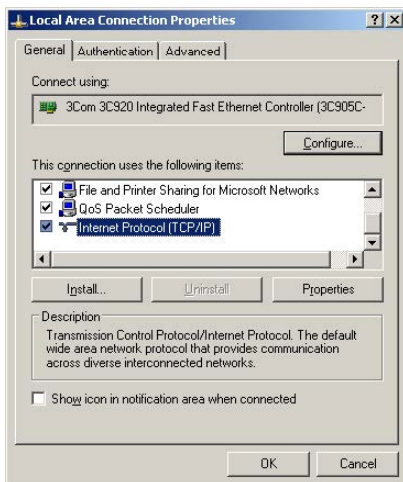 Local Area Connection Properties
General Authentication Advanced
Connect using:
3Com 3C920 Integrated Fast Ethernet Controller (3C905C-
Configure...
This connection uses the following items:
File and Printer Sharing for Microsoft Networks
QoS Packet Scheduler
Internet Protocol (TCP/IP)
Install... Uninstall Properties
Description
Transmission Control Protocol/Internet Protocol. The default
wide area network protocol that provides communication
across diverse interconnected networks.
Show icon in notification area when connected
OK Cancel